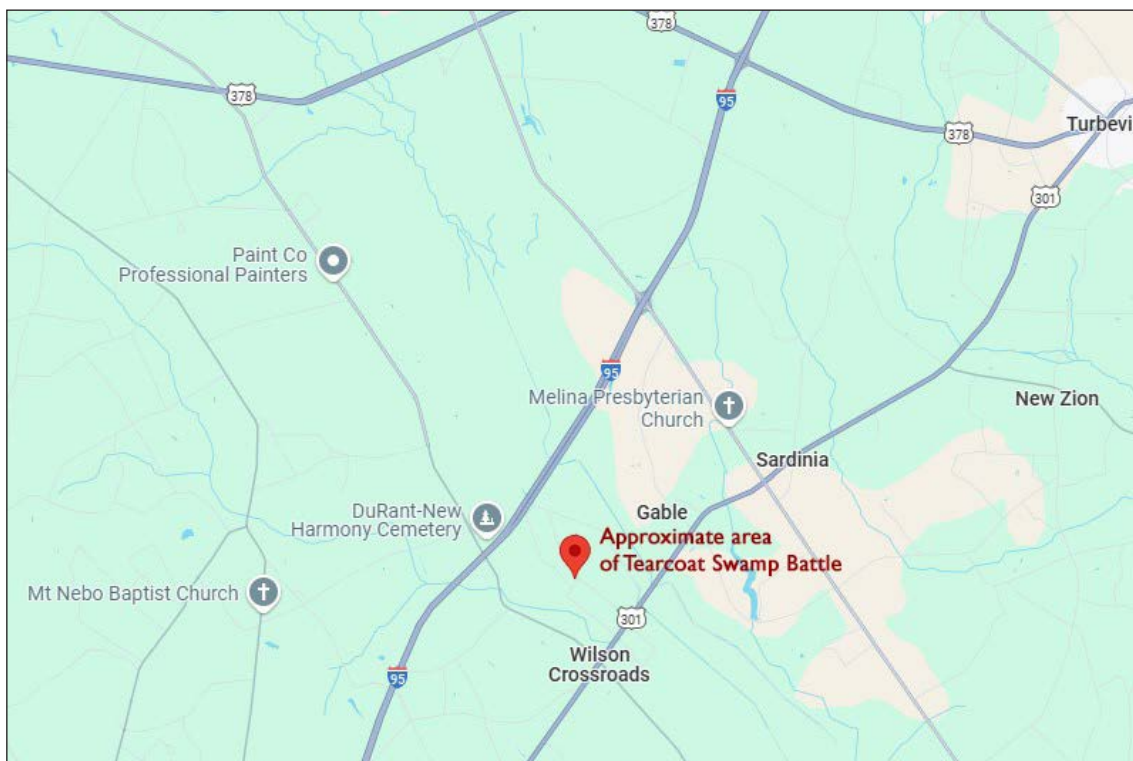 378
378
95
Turbevi
378
301
Paint Co
Professional Painters
95
Melina Presbyterian
Church
New Zion
Sardinia
DuRant-New
Harmony Cemetery
Gable
Approximate area
of Tearcoat Swamp Battle
Mt Nebo Baptist Church
301
Wilson
Crossroads
95